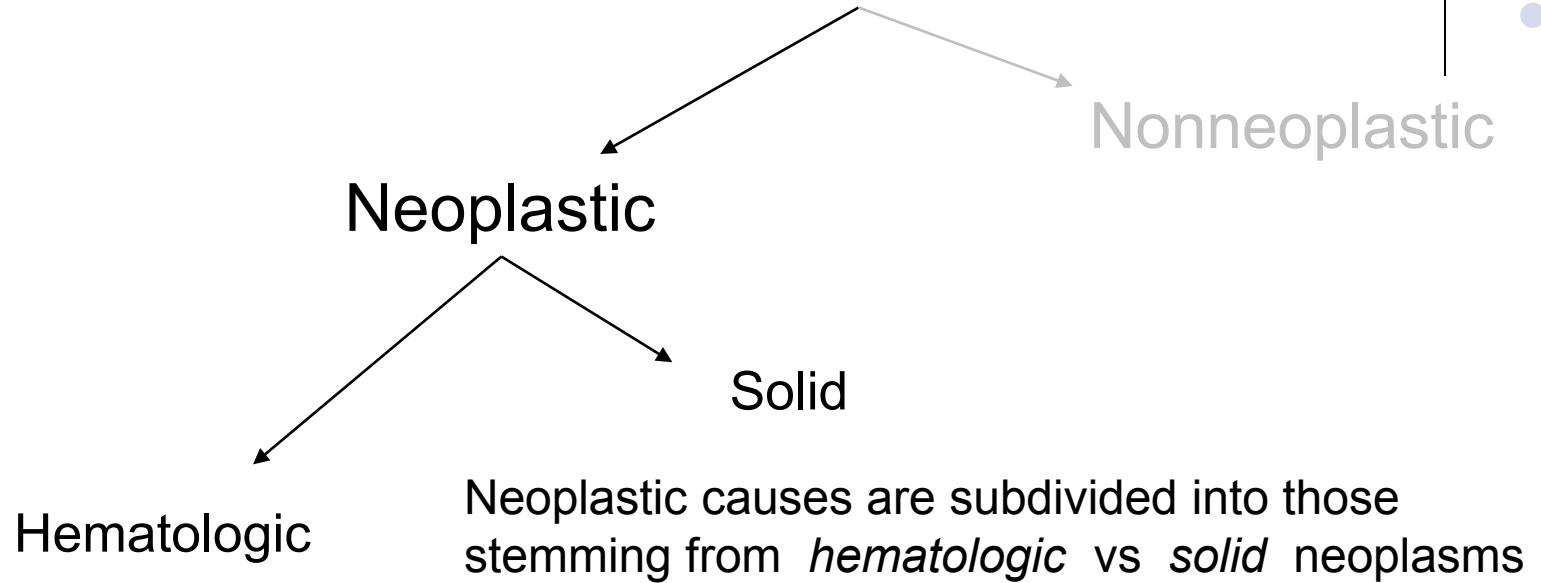 Nonneoplastic
Neoplastic
Solid
Hematologic
Neoplastic causes are subdivided into those
stemming from hematologic vs solid neoplasms